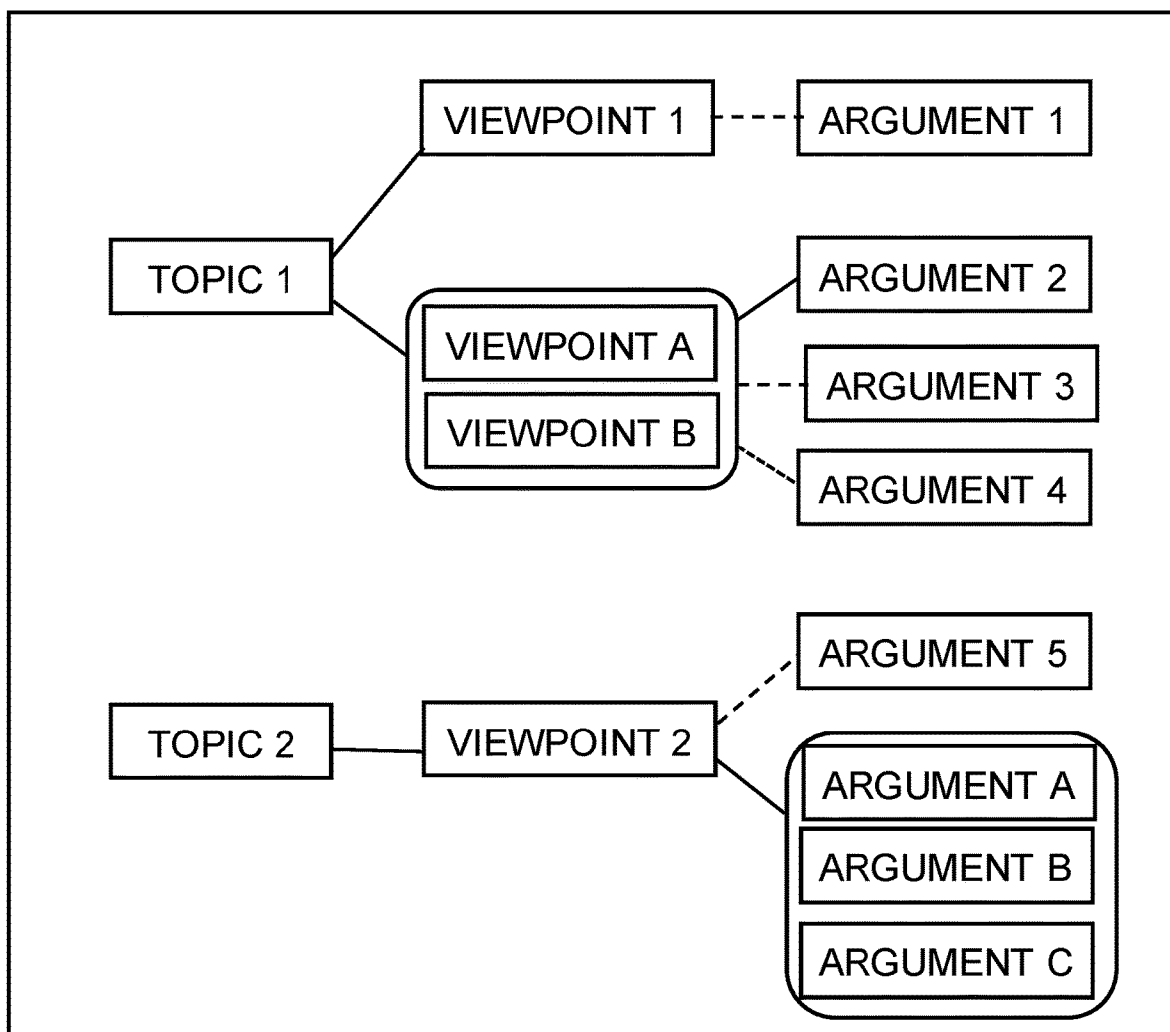 VIEWPOINT 1
ARGUMENT 1
TOPIC 1
ARGUMENT 2
VIEWPOINT A
ARGUMENT 3
VIEWPOINT B
ARGUMENT 4
ARGUMENT 5
TOPIC 2
VIEWPOINT 2
ARGUMENT A
ARGUMENT B
ARGUMENT C